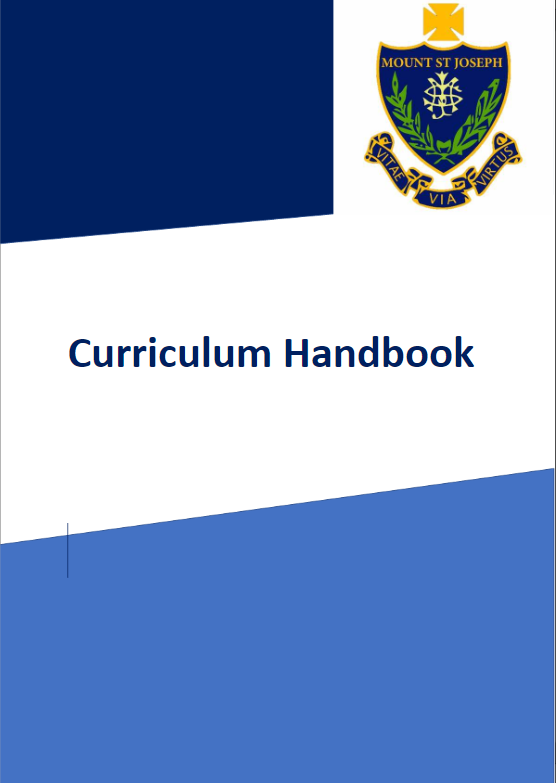 MOUNT ST JOSEPH
VITAE VIA VIRTUS
Curriculum Handbook